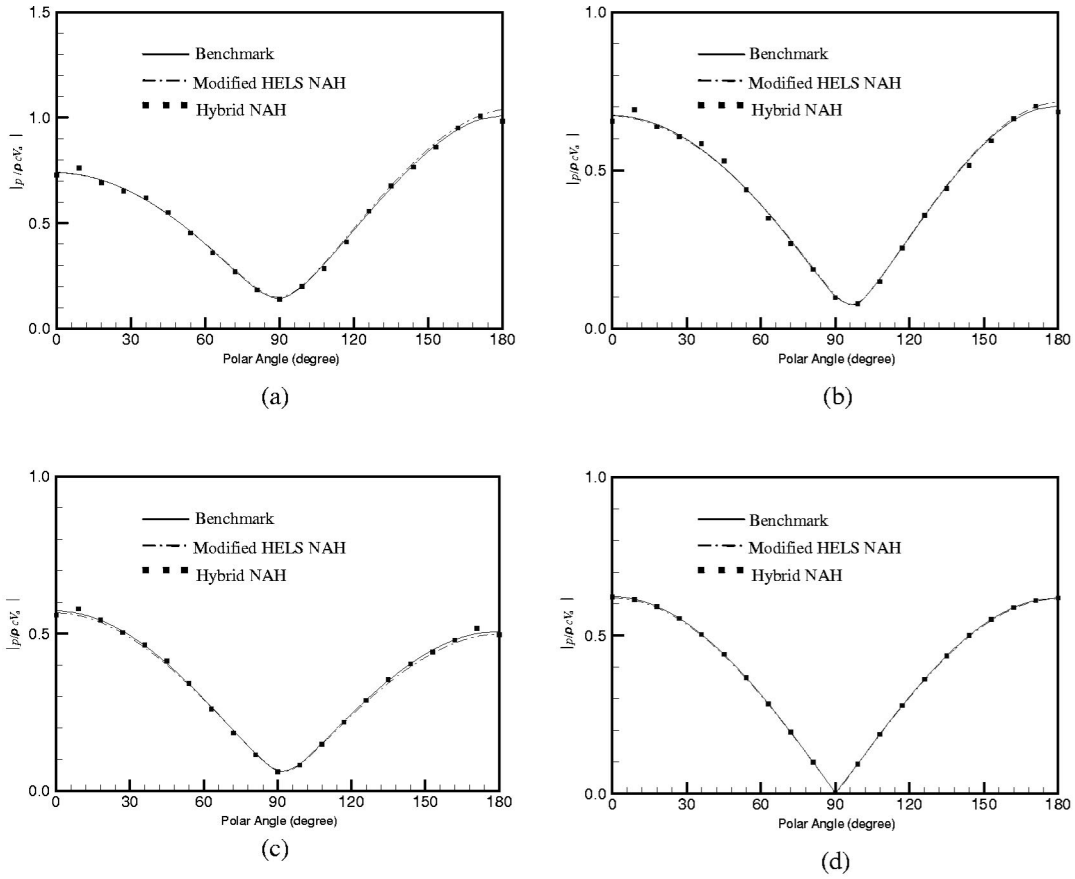 1.5
1.0
0.5
0.0
|p/ρcVₐ|
Benchmark
Modified HELS NAH
Hybrid NAH
0 30 60 90 120 150 180
Polar Angle (degree)
(a)
1.0
0.5
0.0
|p/ρcVₐ|
Benchmark
Modified HELS NAH
Hybrid NAH
0 30 60 90 120 150 180
Polar Angle (degree)
(b)
1.0
0.5
0.0
|p/ρcVₐ|
Benchmark
Modified HELS NAH
Hybrid NAH
0 30 60 90 120 150 180
Polar Angle (degree)
(c)
1.0
0.5
0.0
|p/ρcVₐ|
Benchmark
Modified HELS NAH
Hybrid NAH
0 30 60 90 120 150 180
Polar Angle (degree)
(d)